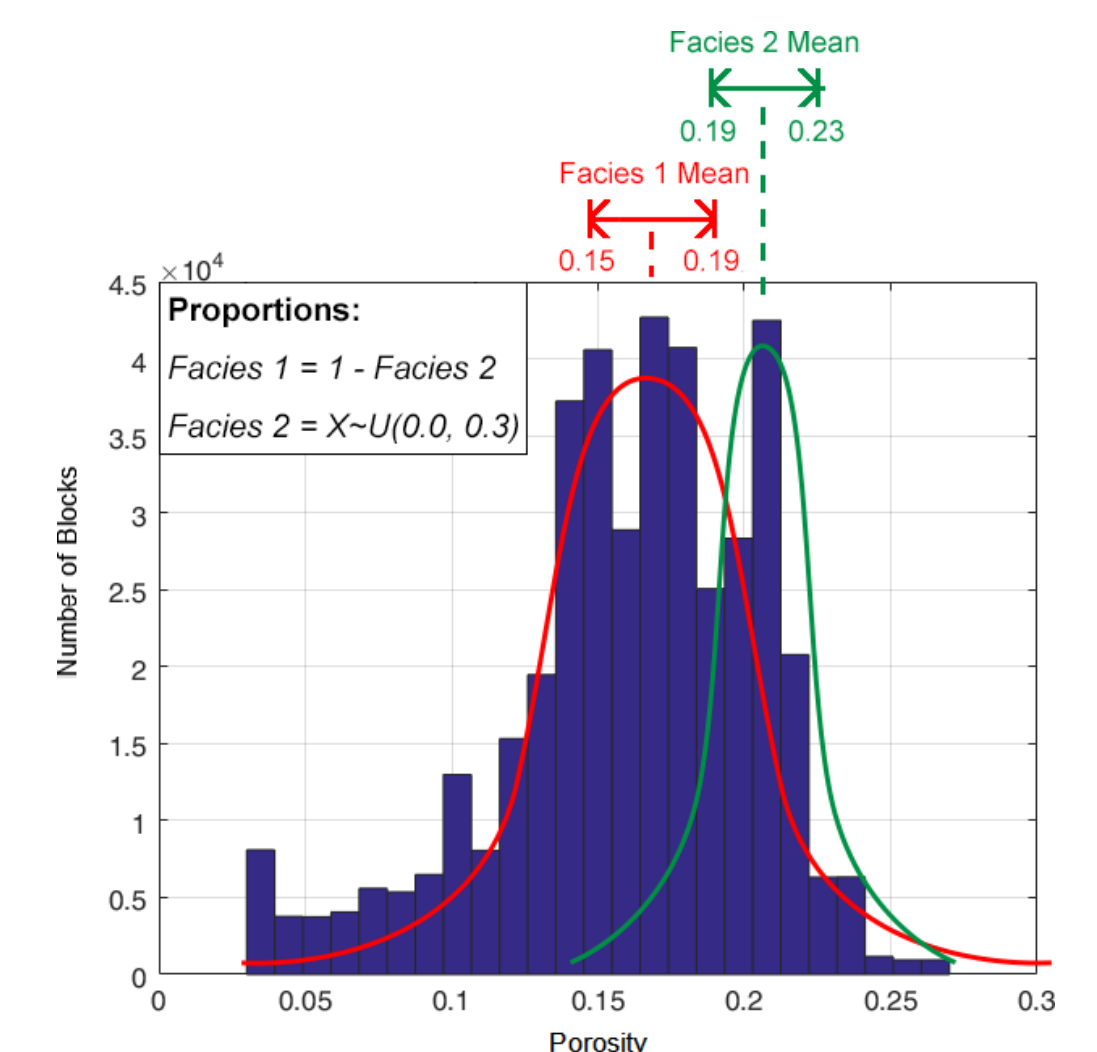 Facies 2 Mean
0.19 0.23
Facies 1 Mean
0.15 0.19
×10⁴
Proportions:
Facies 1 = 1 - Facies 2
Facies 2 = X~U(0.0, 0.3)
4.5
4
3.5
3
2.5
2
1.5
1
0.5
0
Number of Blocks
0 0.05 0.1 0.15 0.2 0.25 0.3
Porosity